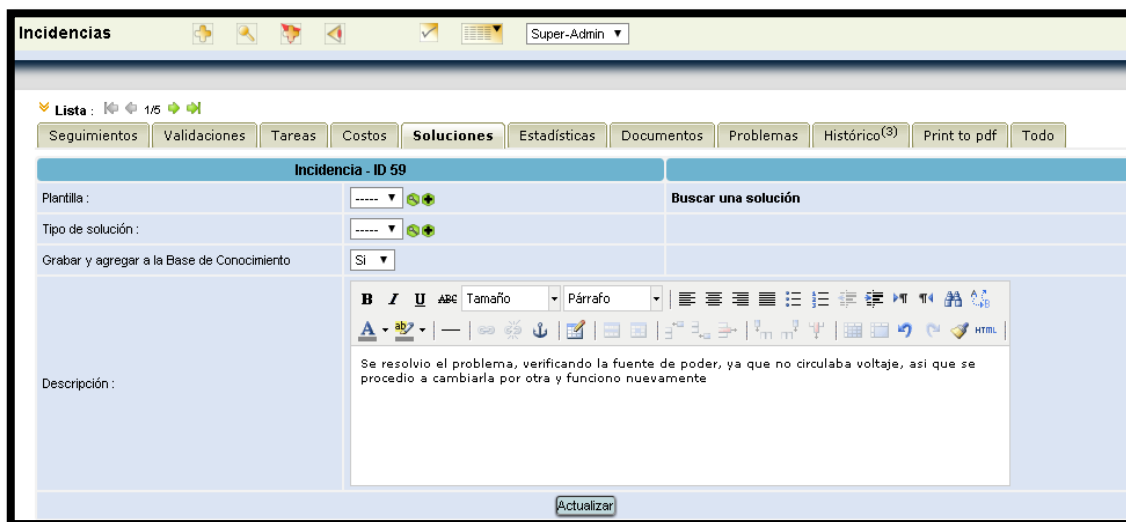 Incidencias Super-Admin
Lista : 1/5
Seguimientos Validaciones Tareas Costos Soluciones Estadísticas Documentos Problemas Histórico(3) Print to pdf Todo
Incidencia - ID 59
Plantilla : ----- Buscar una solución
Tipo de solución : -----
Grabar y agregar a la Base de Conocimiento Si
B I U ABC Tamaño Párrafo
A ab HTML
Descripción :
Se resolvio el problema, verificando la fuente de poder, ya que no circulaba voltaje, asi que se
procedio a cambiarla por otra y funciono nuevamente
Actualizar